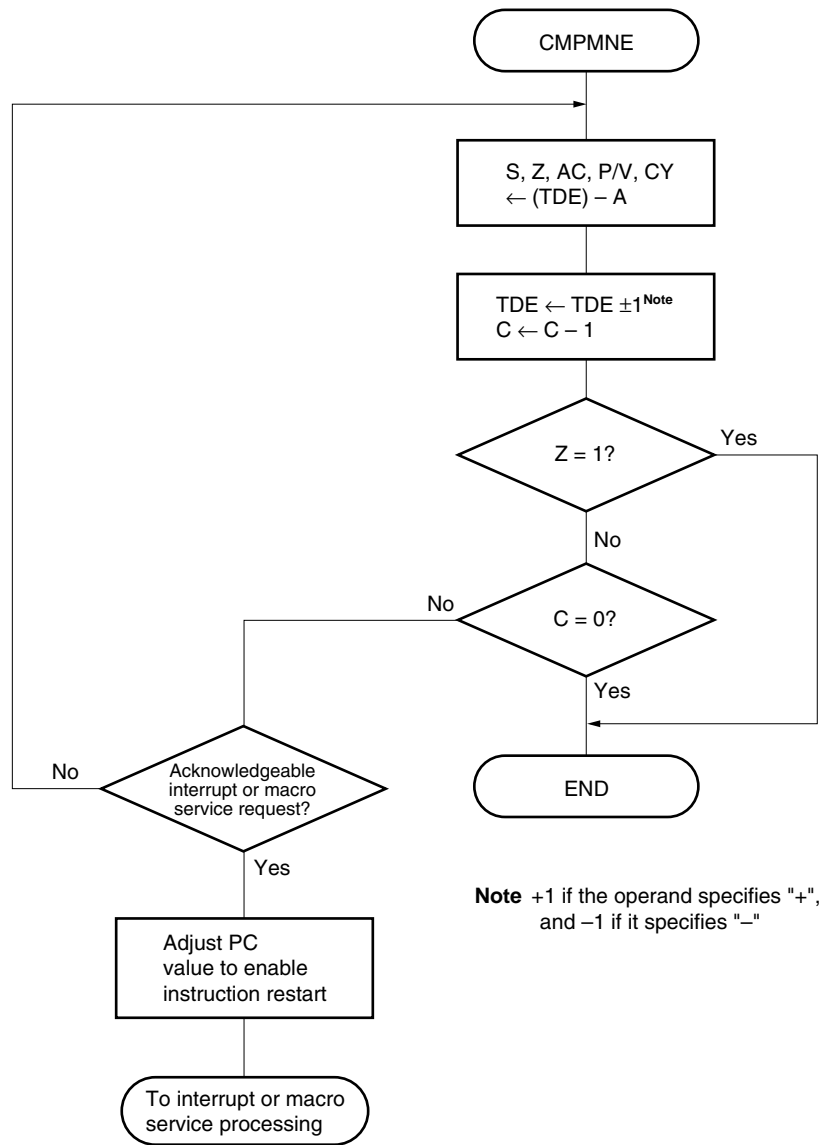 CMPMNE
S, Z, AC, P/V, CY
← (TDE) – A
TDE ← TDE ±1Note
C ← C – 1
Z = 1?
Yes
No
C = 0?
No
Yes
END
Acknowledgeable
interrupt or macro
service request?
No
Yes
Note +1 if the operand specifies "+",
and –1 if it specifies "–"
Adjust PC
value to enable
instruction restart
To interrupt or macro
service processing